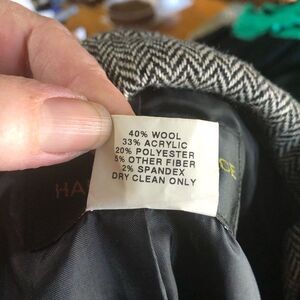 40% WOOL
33% ACRYLIC
20% POLYESTER
5% OTHER FIBER
2% SPANDEX
DRY CLEAN ONLY